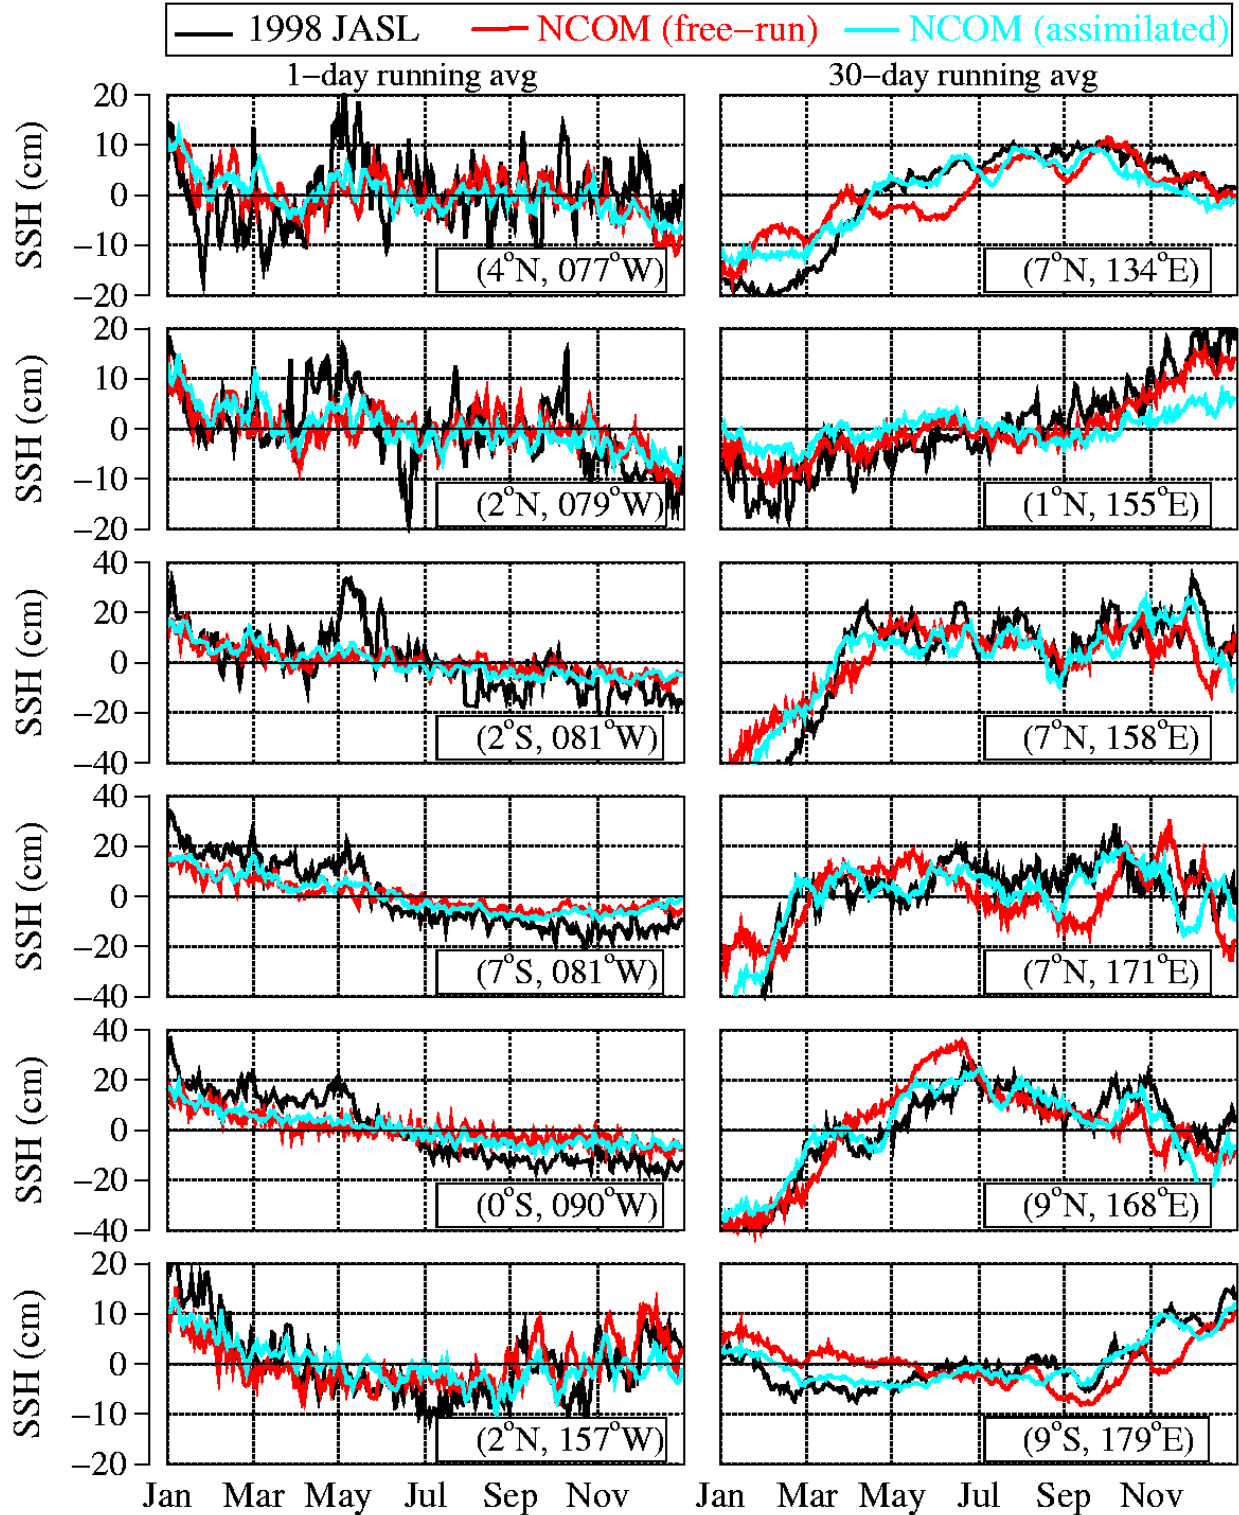 1998 JASL NCOM (free−run) NCOM (assimilated)
1−day running avg 30−day running avg
SSH (cm)
20
10
0
−10
−20
(4°N, 077°W)
(7°N, 134°E)
SSH (cm)
20
10
0
−10
−20
(2°N, 079°W)
(1°N, 155°E)
SSH (cm)
40
20
0
−20
−40
(2°S, 081°W)
(7°N, 158°E)
SSH (cm)
40
20
0
−20
−40
(7°S, 081°W)
(7°N, 171°E)
SSH (cm)
40
20
0
−20
−40
(0°S, 090°W)
(9°N, 168°E)
SSH (cm)
20
10
0
−10
−20
(2°N, 157°W)
(9°S, 179°E)
Jan Mar May Jul Sep Nov Jan Mar May Jul Sep Nov